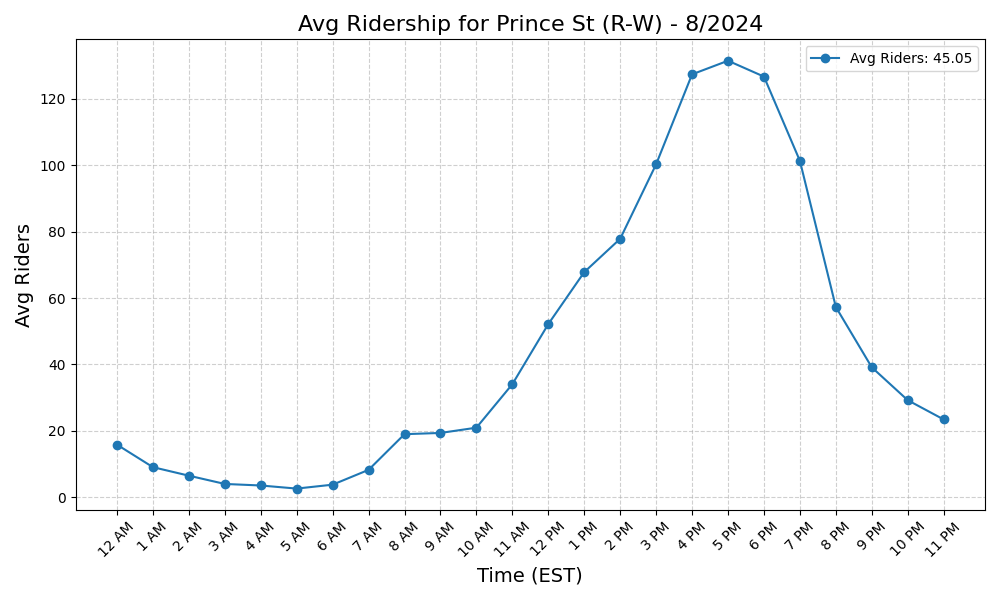 Avg Ridership for Prince St (R-W) - 8/2024
Avg Riders: 45.05
Avg Riders
120
100
80
60
40
20
0
12 AM
1 AM
2 AM
3 AM
4 AM
5 AM
6 AM
7 AM
8 AM
9 AM
10 AM
11 AM
12 PM
1 PM
2 PM
3 PM
4 PM
5 PM
6 PM
7 PM
8 PM
9 PM
10 PM
11 PM
Time (EST)